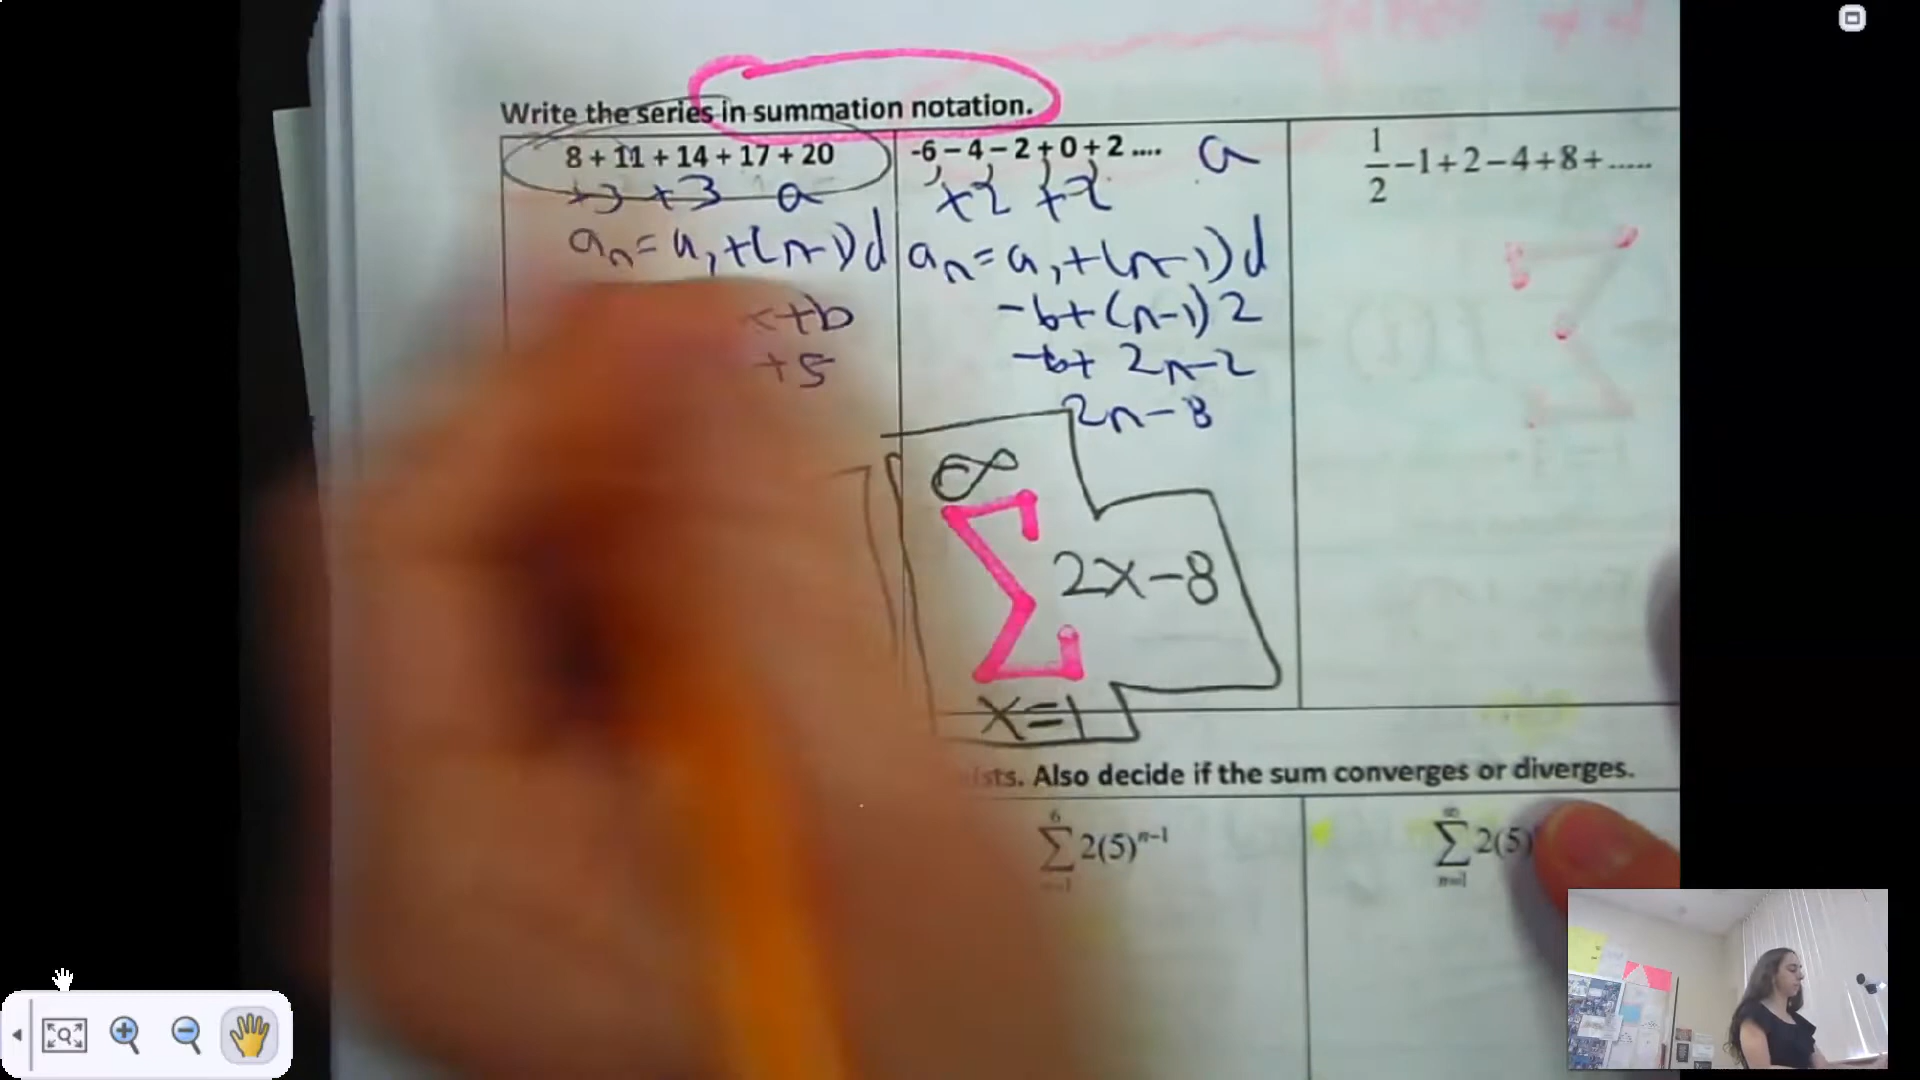 Write the series in summation notation.
8 + 11 + 14 + 17 + 20
+3 +3 a
aₙ = a₁ + (n-1)d
x+b
+5
-6 - 4 - 2 + 0 + 2 .... a
+2 +2
aₙ = a₁ + (n-1)d
-6 + (n-1) 2
-6 + 2n-2
2n-8
∞
∑ 2x-8
x=1
1/2 - 1 + 2 - 4 + 8 + .....
Also decide if the sum converges or diverges.
6
∑ 2(5)ⁿ⁻¹
∞
∑ 2(5)
n=1